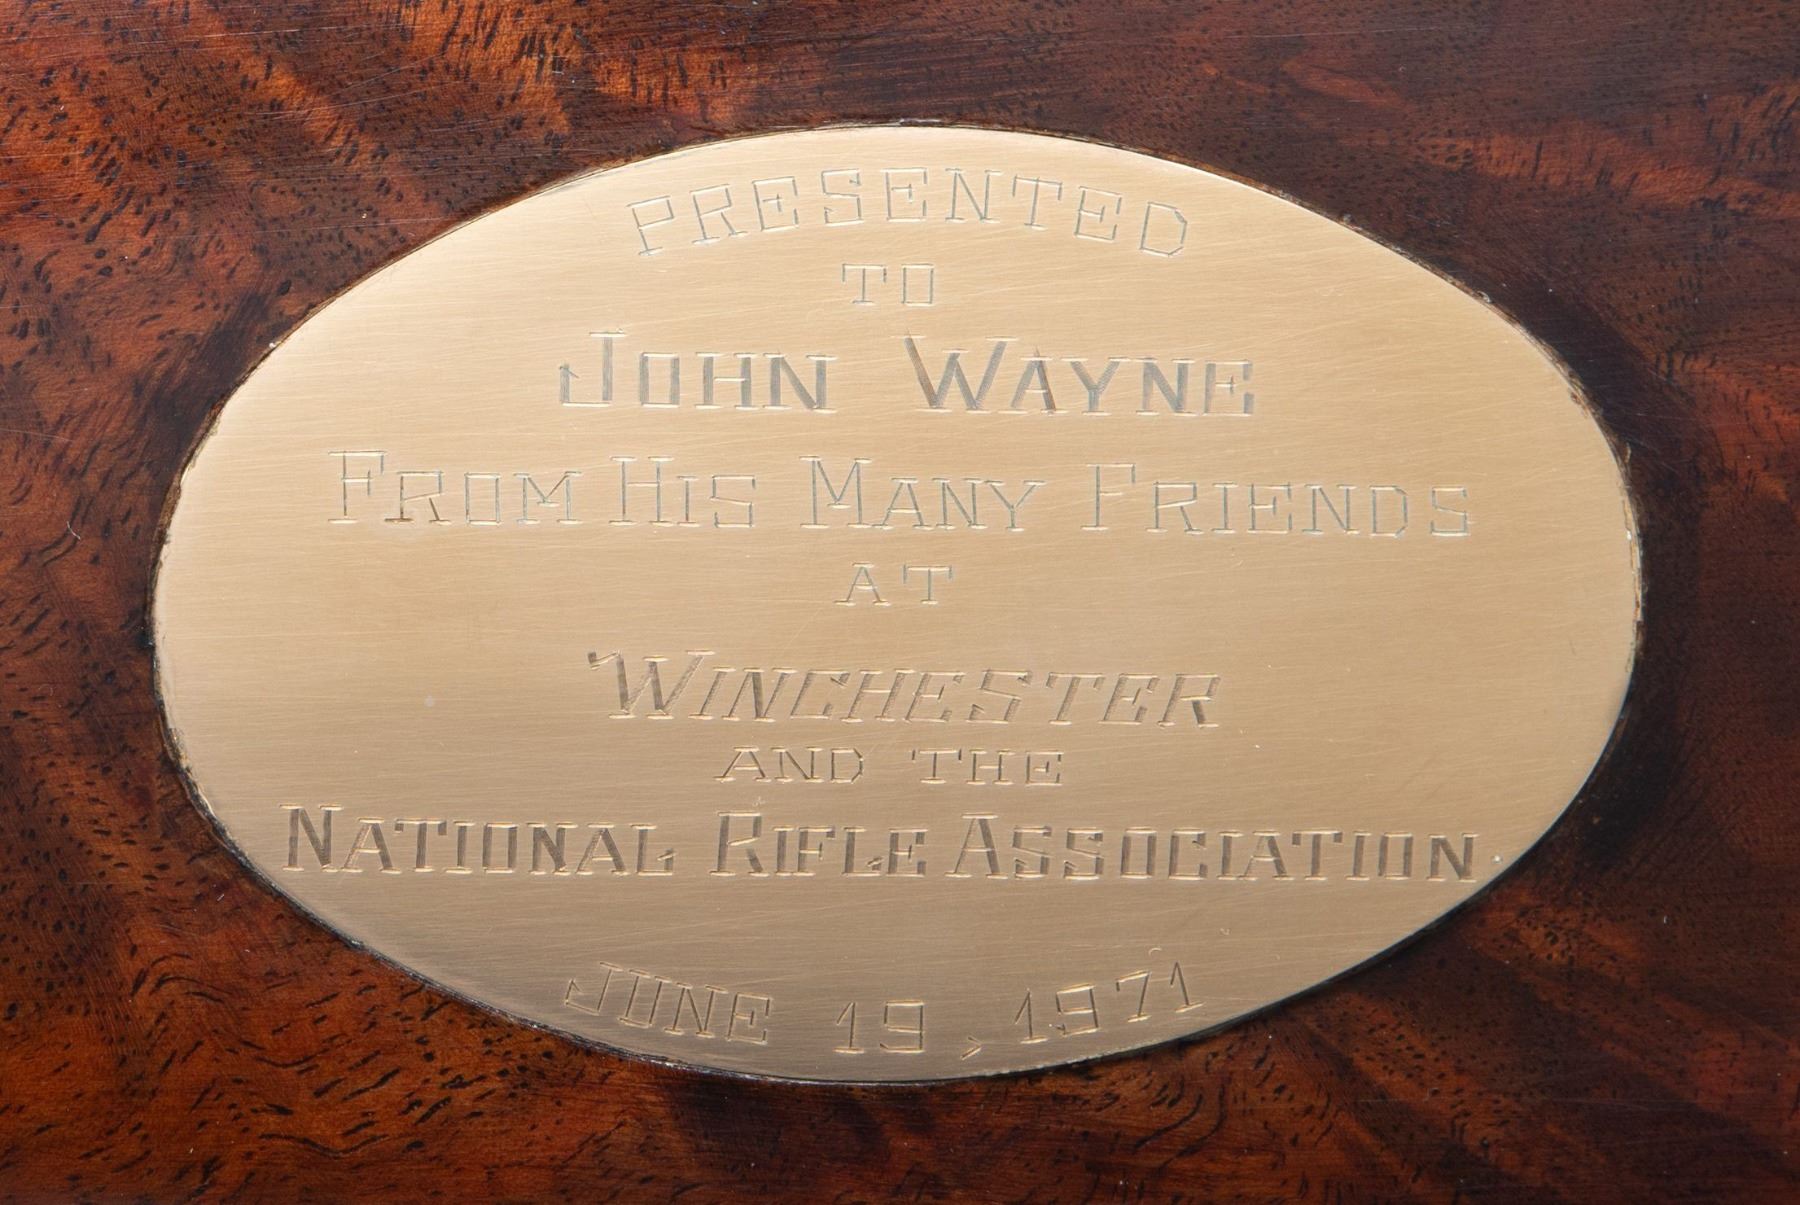 PRESENTED
TO
JOHN WAYNE
FROM HIS MANY FRIENDS
AT
WINCHESTER
AND THE
NATIONAL RIFLE ASSOCIATION
JUNE 19, 1971